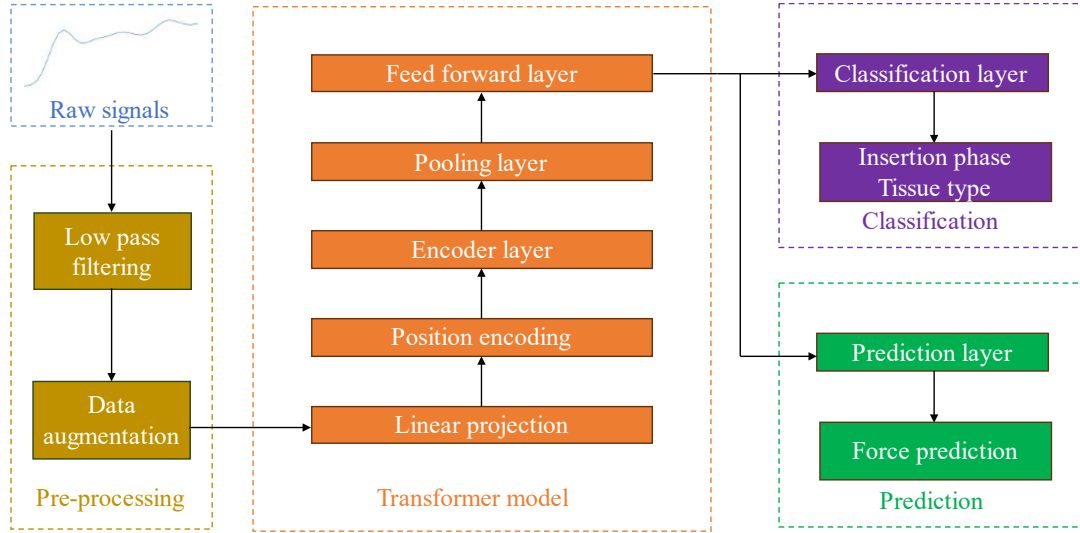 Raw signals
Low pass
filtering
Data
augmentation
Pre-processing
Feed forward layer
Pooling layer
Encoder layer
Position encoding
Linear projection
Transformer model
Classification layer
Insertion phase
Tissue type
Classification
Prediction layer
Force prediction
Prediction